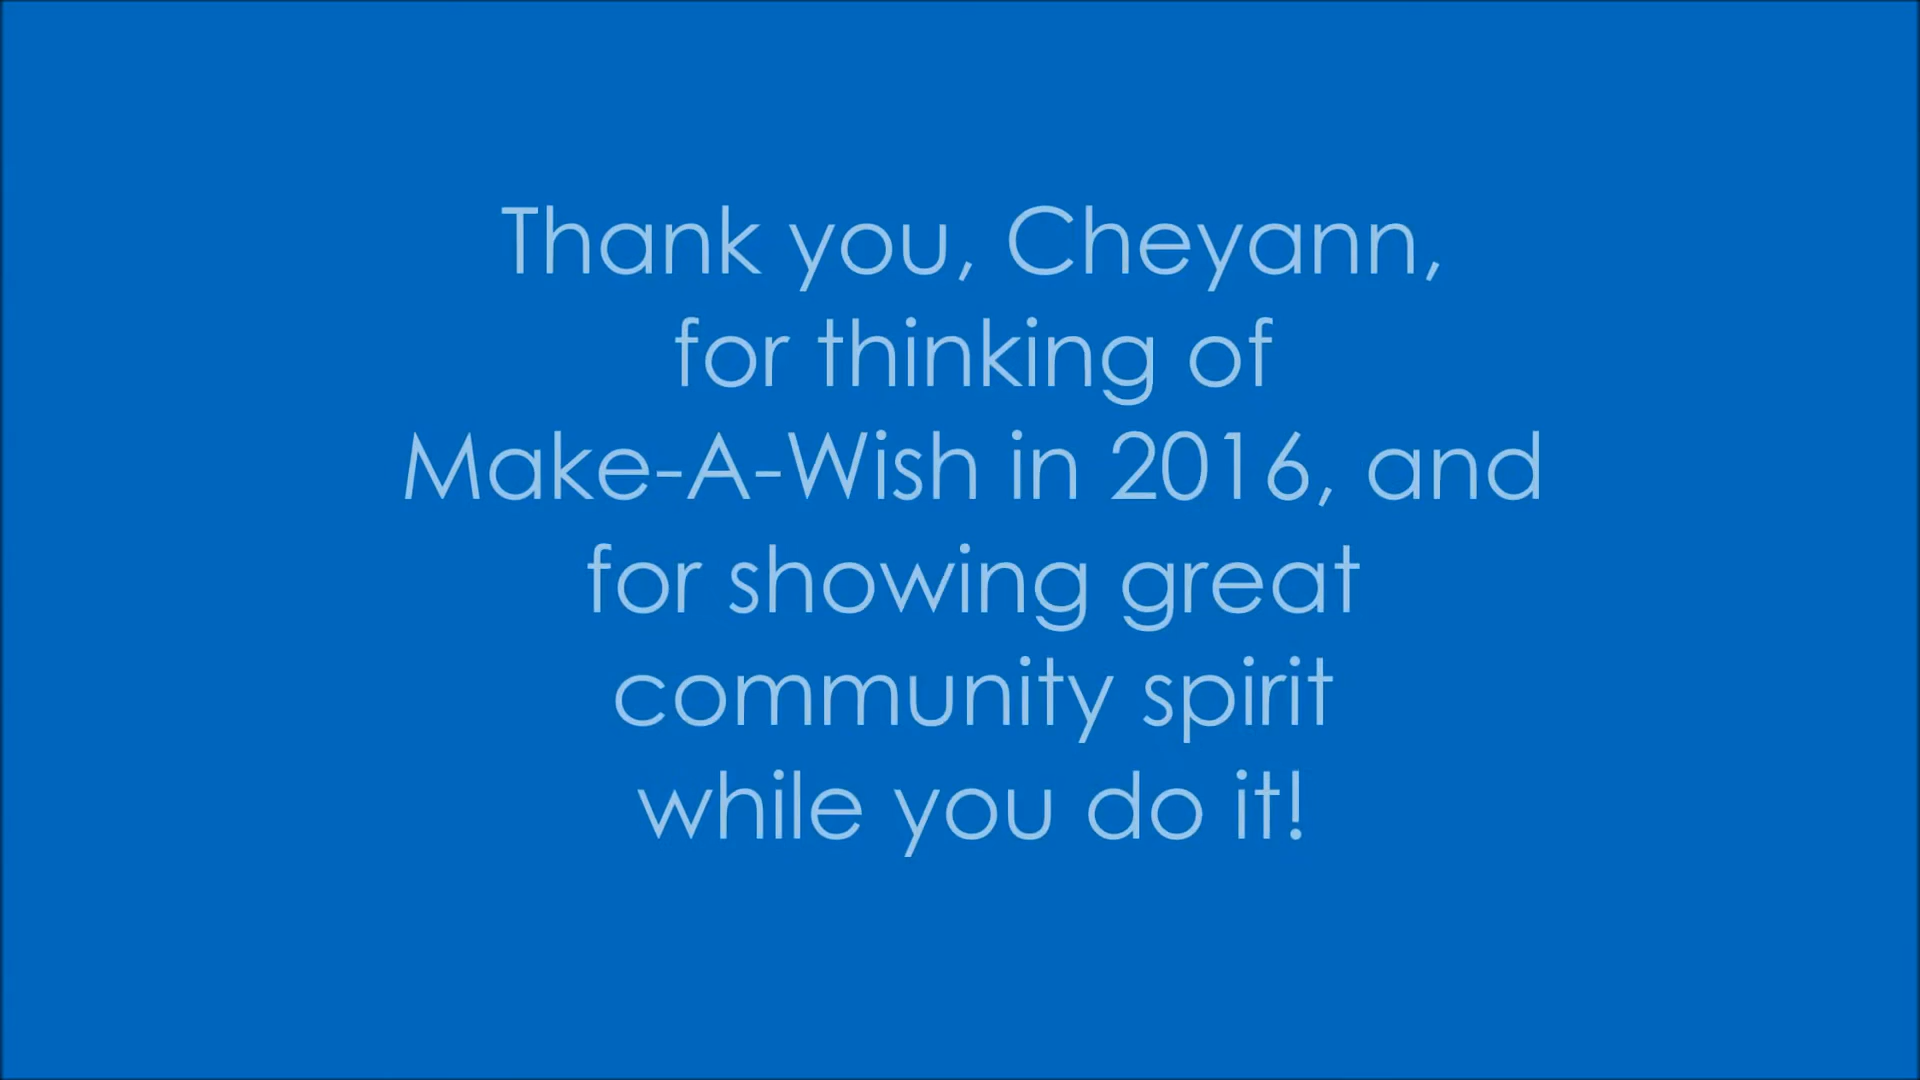 Thank you, Cheyann,
for thinking of
Make-A-Wish in 2016, and
for showing great
community spirit
while you do it!